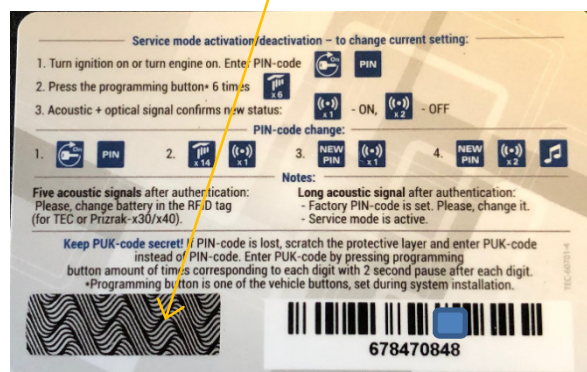 Service mode activation/deactivation – to change current setting:
1. Turn ignition on or turn engine on. Enter PIN-code On PIN
2. Press the programming button* 6 times x6
3. Acoustic + optical signal confirms new status: x1 - ON, x2 - OFF
PIN-code change:
1. On PIN 2. x14 x1 3. NEW PIN x1 4. NEW PIN x2
Notes:
Five acoustic signals after authentication:
Please, change battery in the RFID tag
(for TEC or Prizrak-x30/x40).
Long acoustic signal after authentication:
- Factory PIN-code is set. Please, change it.
- Service mode is active.
Keep PUK-code secret! If PIN-code is lost, scratch the protective layer and enter PUK-code
instead of PIN-code. Enter PUK-code by pressing programming
button amount of times corresponding to each digit with 2 second pause after each digit.
*Programming button is one of the vehicle buttons, set during system installation.
TEC-60701-4
678470848